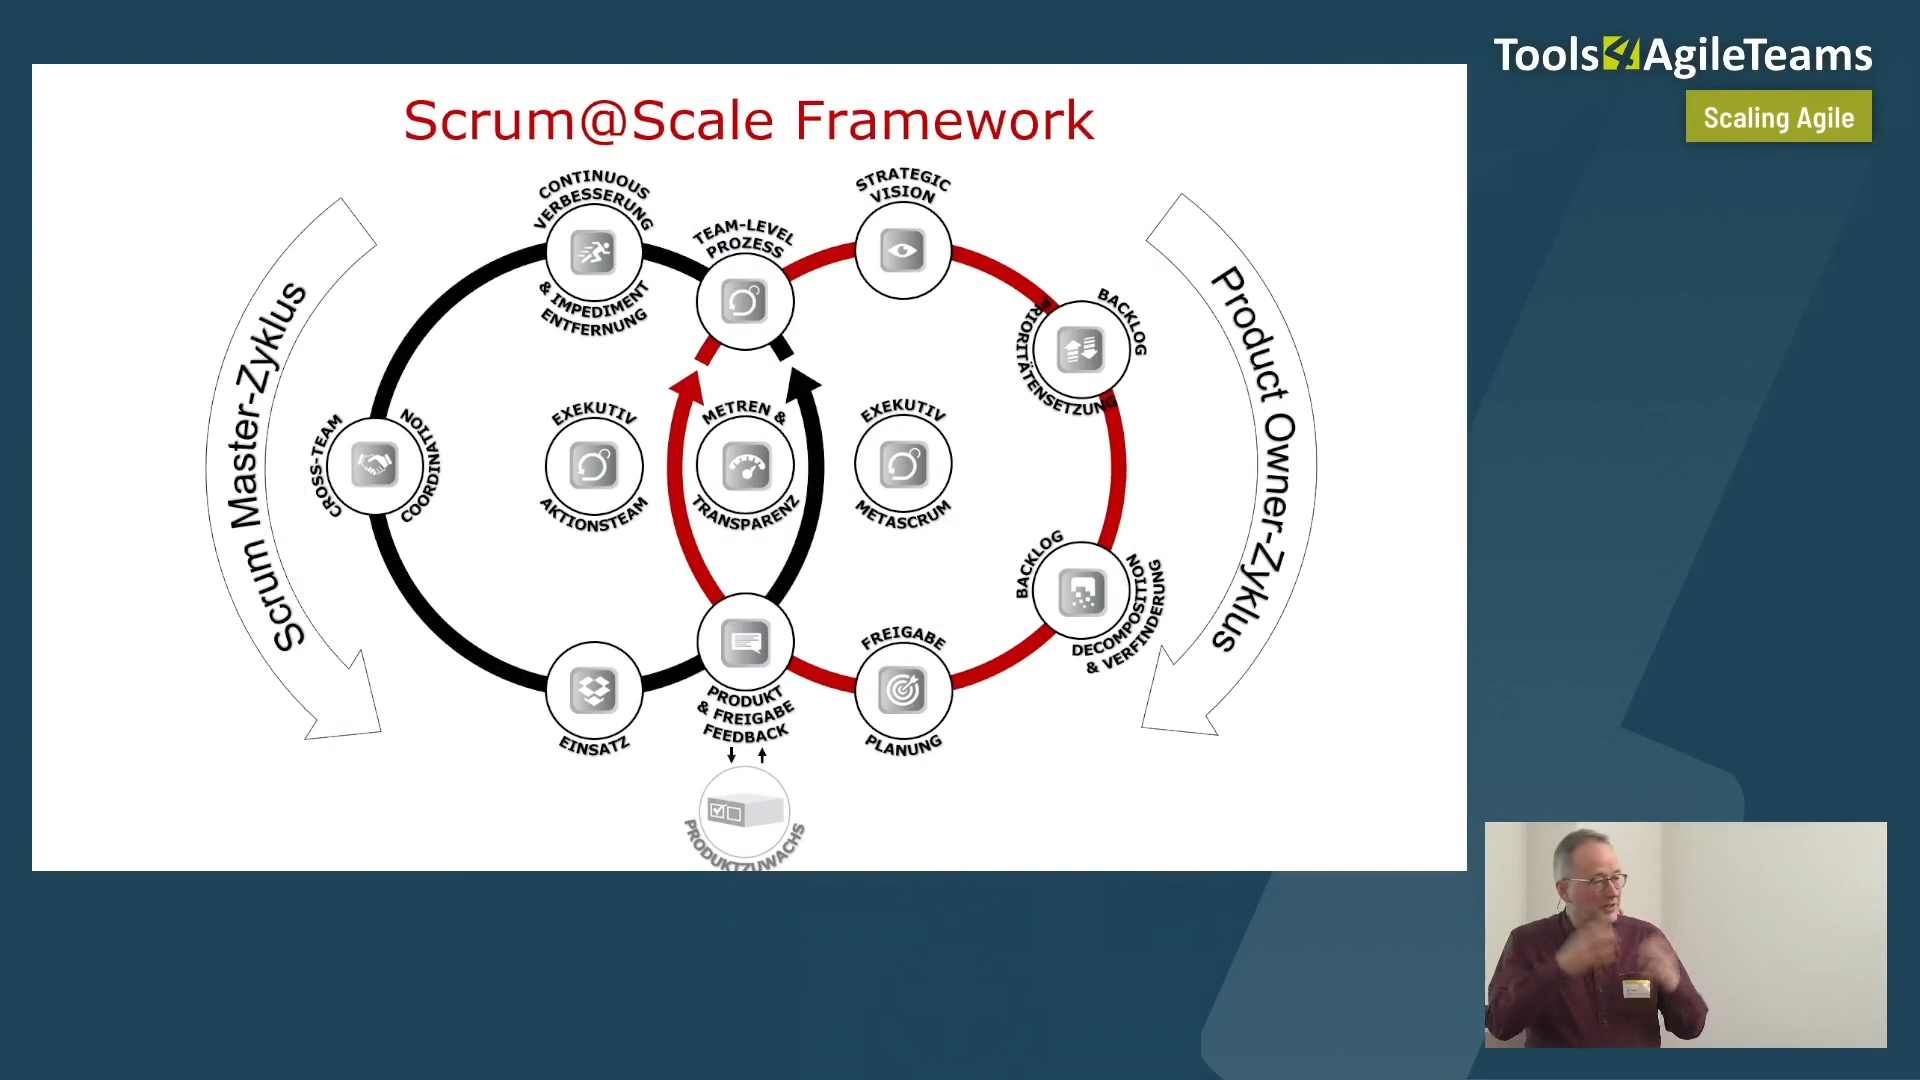 Tools4AgileTeams
Scaling Agile
Scrum@Scale Framework
Scrum Master-Zyklus
Product Owner-Zyklus
CONTINUOUS
VERBESSERUNG
& IMPEDIMENT
ENTFERNUNG
TEAM-LEVEL
PROZESS
STRATEGIC
VISION
BACKLOG
PRIORITÄTENSETZUNG
CROSS-TEAM
COORDINATION
EXEKUTIV
AKTIONSTEAM
METREN &
TRANSPARENZ
EXEKUTIV
METASCRUM
BACKLOG
DECOMPOSITION
& VERFINDERUNG
EINSATZ
PRODUKT
& FREIGABE
FEEDBACK
FREIGABE
PLANUNG
PRODUKTZUWACHS